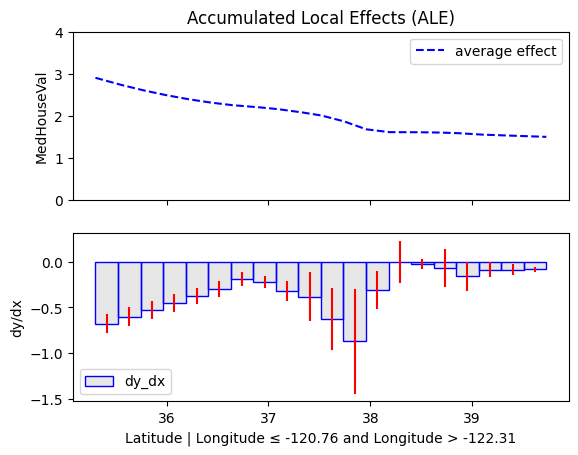 Accumulated Local Effects (ALE)
4
average effect
3
MedHouseVal
2
1
0
0.0
−0.5
dy/dx
−1.0
dy_dx
−1.5
36 37 38 39
Latitude | Longitude ≤ -120.76 and Longitude > -122.31